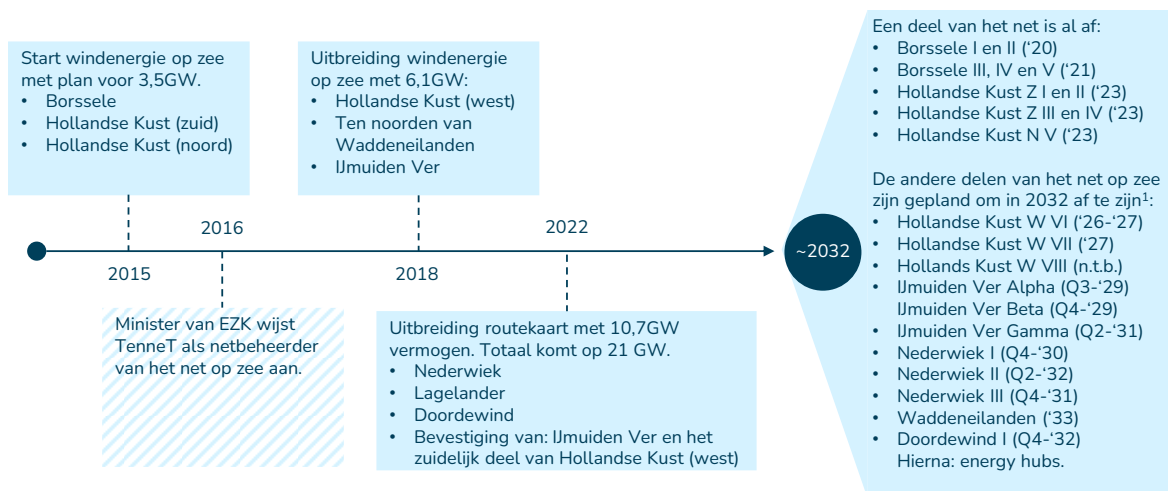 Start windenergie op zee
met plan voor 3,5GW.
• Borssele
• Hollandse Kust (zuid)
• Hollandse Kust (noord)
Uitbreiding windenergie
op zee met 6,1GW:
• Hollandse Kust (west)
• Ten noorden van
Waddeneilanden
• IJmuiden Ver
2015
2016
2018
2022
~2032
Minister van EZK wijst
TenneT als netbeheerder
van het net op zee aan.
Uitbreiding routekaart met 10,7GW
vermogen. Totaal komt op 21 GW.
• Nederwiek
• Lagelander
• Doordewind
• Bevestiging van: IJmuiden Ver en het
zuidelijk deel van Hollandse Kust (west)
Een deel van het net is al af:
• Borssele I en II (‘20)
• Borssele III, IV en V (‘21)
• Hollandse Kust Z I en II (‘23)
• Hollandse Kust Z III en IV (‘23)
• Hollandse Kust N V (‘23)
De andere delen van het net op zee
zijn gepland om in 2032 af te zijn¹:
• Hollandse Kust W VI (‘26-‘27)
• Hollandse Kust W VII (‘27)
• Hollands Kust W VIII (n.t.b.)
• IJmuiden Ver Alpha (Q3-‘29)
IJmuiden Ver Beta (Q4-‘29)
• IJmuiden Ver Gamma (Q2-‘31)
• Nederwiek I (Q4-‘30)
• Nederwiek II (Q2-‘32)
• Nederwiek III (Q4-‘31)
• Waddeneilanden (‘33)
• Doordewind I (Q4-‘32)
Hierna: energy hubs.